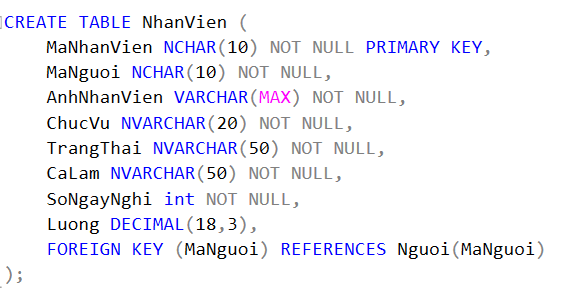 CREATE TABLE NhanVien (
MaNhanVien NCHAR(10) NOT NULL PRIMARY KEY,
MaNguoi NCHAR(10) NOT NULL,
AnhNhanVien VARCHAR(MAX) NOT NULL,
ChucVu NVARCHAR(20) NOT NULL,
TrangThai NVARCHAR(50) NOT NULL,
CaLam NVARCHAR(50) NOT NULL,
SoNgayNghi int NOT NULL,
Luong DECIMAL(18,3),
FOREIGN KEY (MaNguoi) REFERENCES Nguoi(MaNguoi)
);